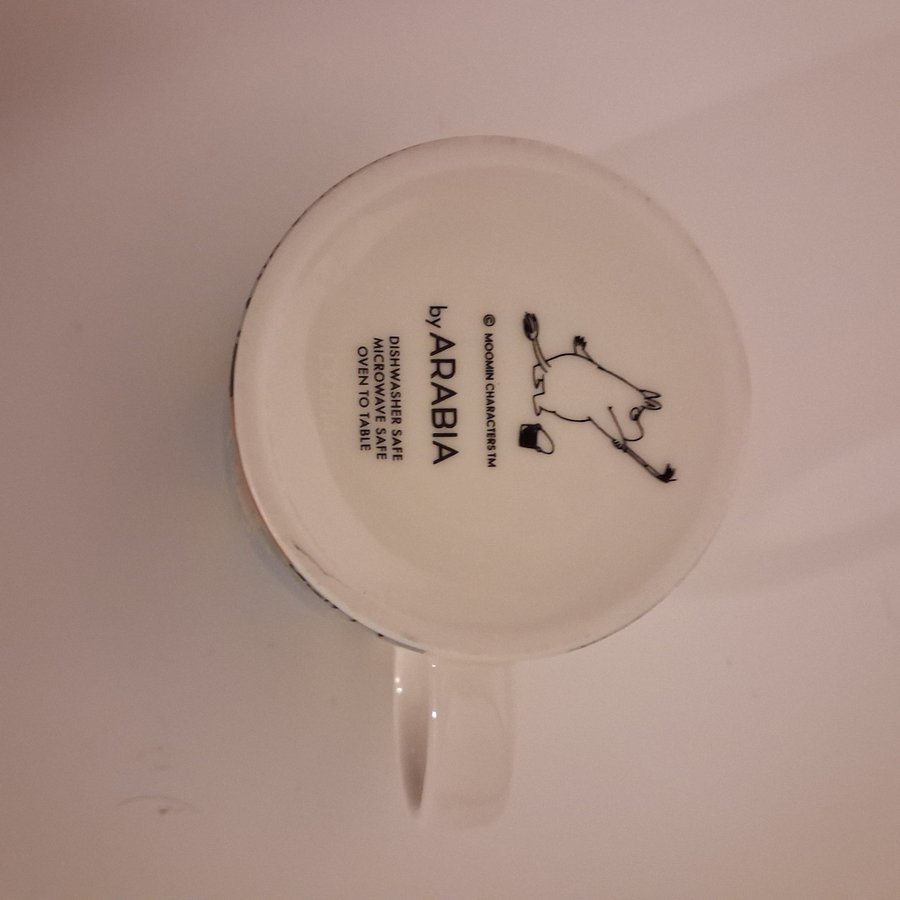 © MOOMIN CHARACTERS TM
by ARABIA
DISHWASHER SAFE
MICROWAVE SAFE
OVEN TO TABLE